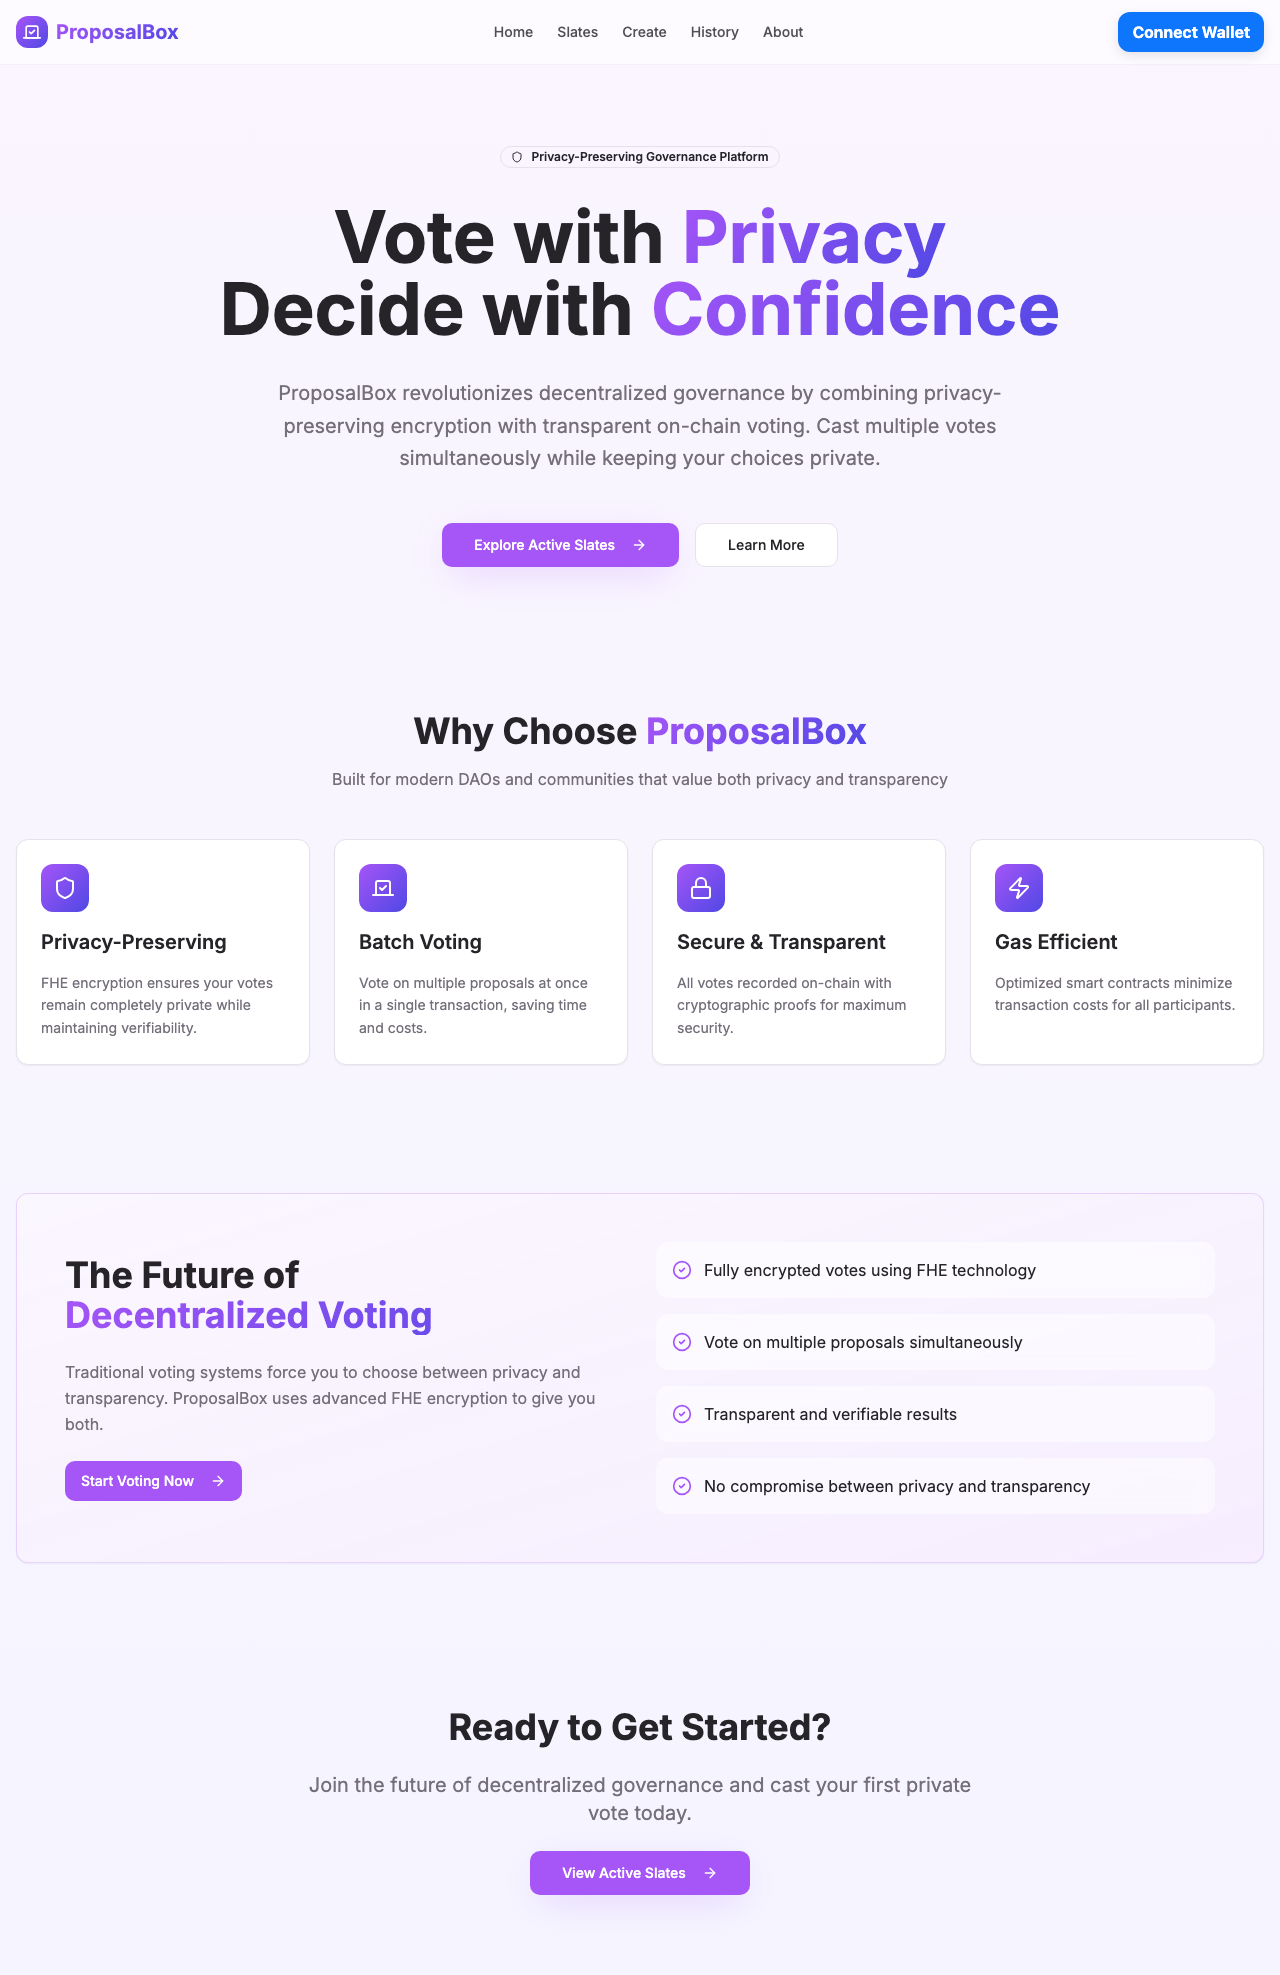 ProposalBox
Home
Slates
Create
History
About
Connect Wallet
Privacy-Preserving Governance Platform
Vote with Privacy
Decide with Confidence
ProposalBox revolutionizes decentralized governance by combining privacy-
preserving encryption with transparent on-chain voting. Cast multiple votes
simultaneously while keeping your choices private.
Explore Active Slates
Learn More
Why Choose ProposalBox
Built for modern DAOs and communities that value both privacy and transparency
Privacy-Preserving
FHE encryption ensures your votes
remain completely private while
maintaining verifiability.
Batch Voting
Vote on multiple proposals at once
in a single transaction, saving time
and costs.
Secure & Transparent
All votes recorded on-chain with
cryptographic proofs for maximum
security.
Gas Efficient
Optimized smart contracts minimize
transaction costs for all participants.
The Future of
Decentralized Voting
Traditional voting systems force you to choose between privacy and
transparency. ProposalBox uses advanced FHE encryption to give you
both.
Start Voting Now
Fully encrypted votes using FHE technology
Vote on multiple proposals simultaneously
Transparent and verifiable results
No compromise between privacy and transparency
Ready to Get Started?
Join the future of decentralized governance and cast your first private
vote today.
View Active Slates